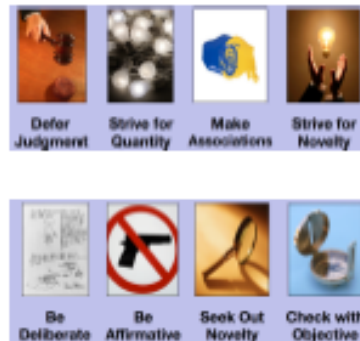 Defer Judgment
Strive for Quantity
Make Associations
Strive for Novelty
Be Deliberate
Be Affirmative
Seek Out Novelty
Check with Objective